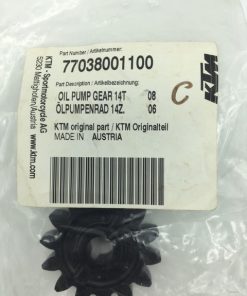 Part Number / Artikelnummer:
77038001100
Part Description / Artikelbezeichnung:
OIL PUMP GEAR 14T 08
ÖLPUMPENRAD 14Z. 06
KTM original part / KTM Originalteil
MADE IN AUSTRIA
KTM - Sportmotorcycle AG
5230 Mattighofen/Austria
www.ktm.com
KTM
C